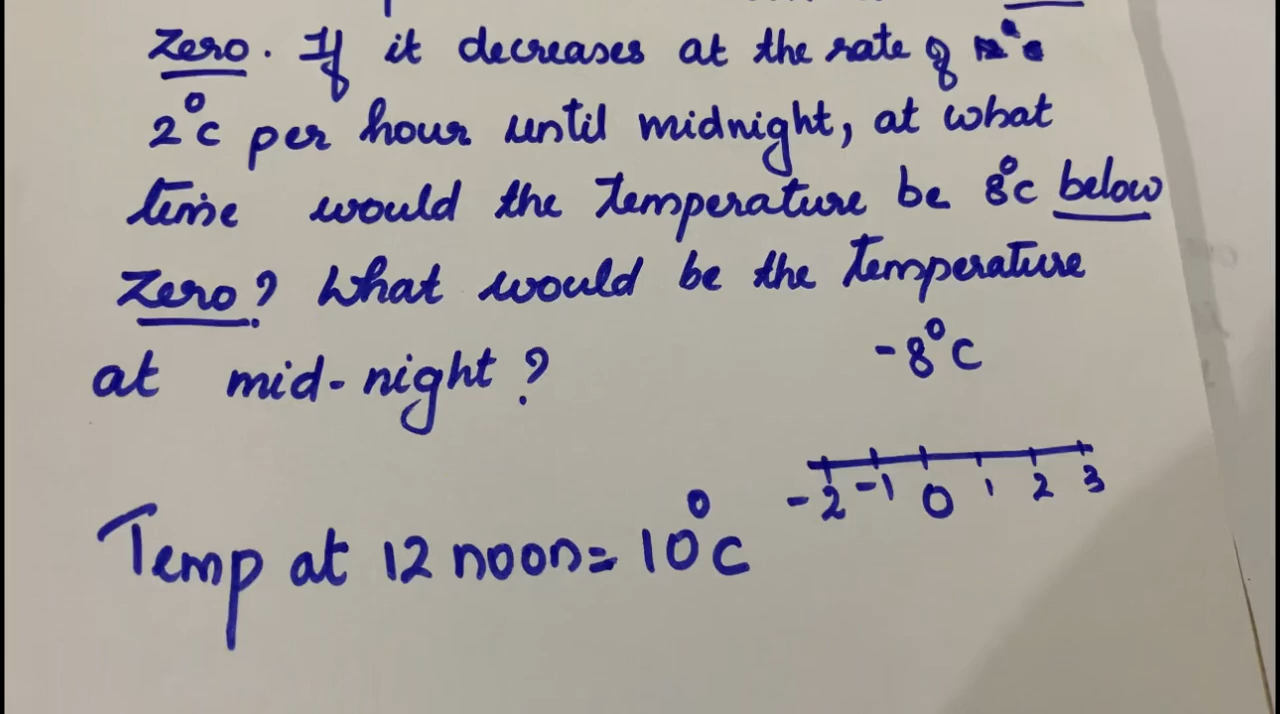 Zero. If it decreases at the rate of
2°C per hour until midnight, at what
time would the temperature be 8°C below
Zero? What would be the temperature
at mid-night?
-8°C
-2 -1 0 1 2 3
Temp at 12 noon = 10°C